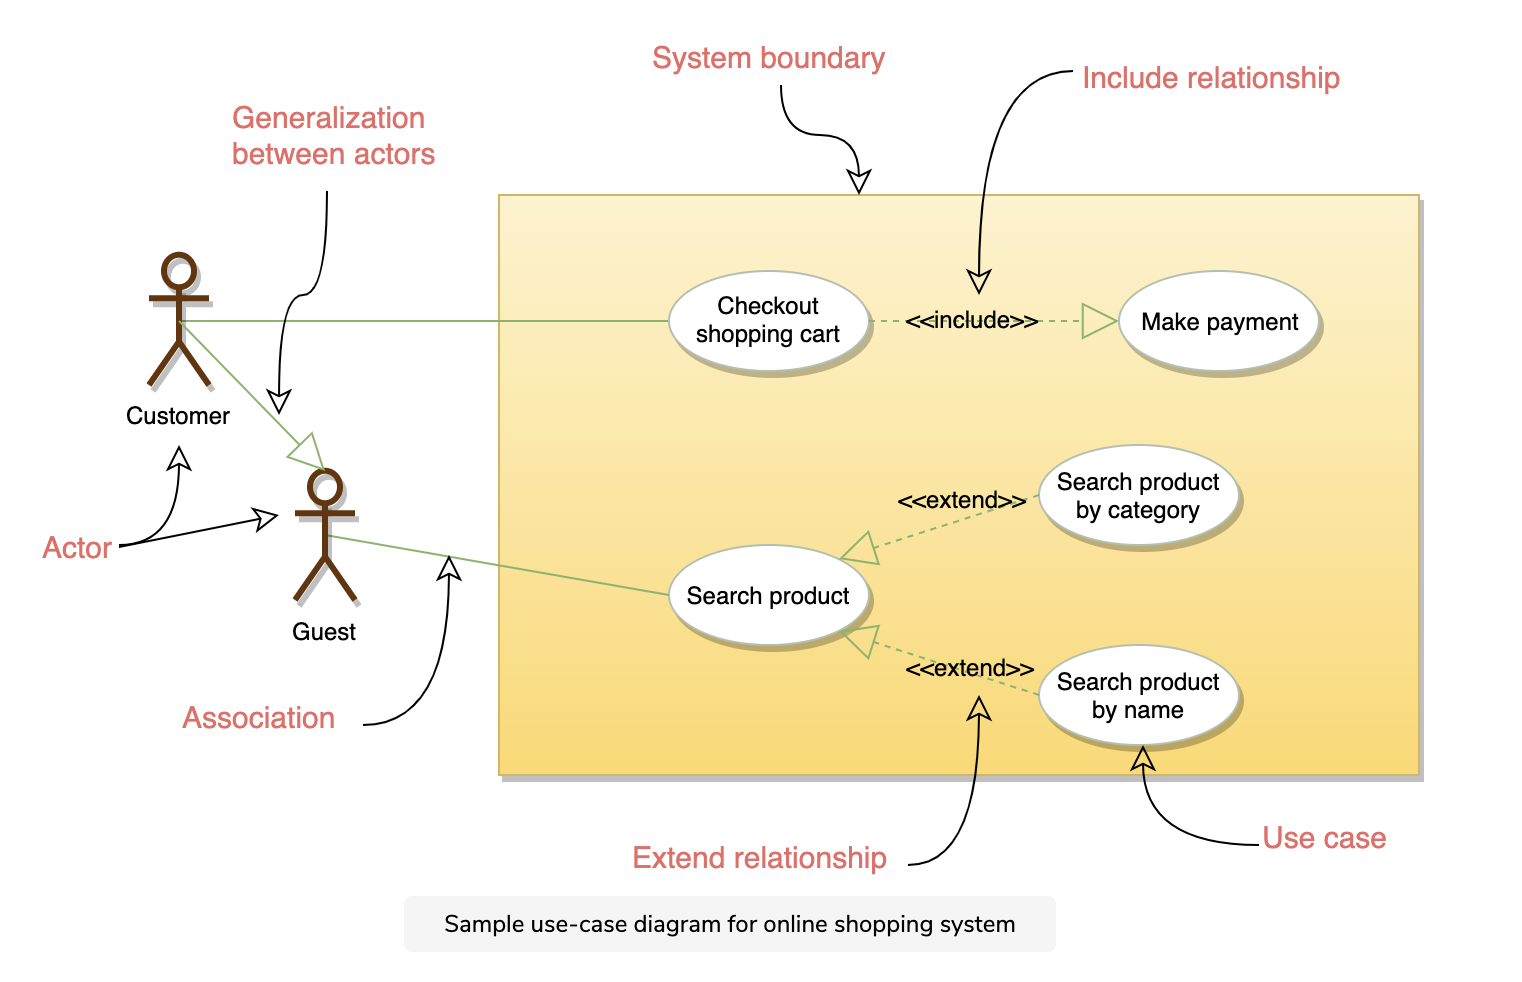 System boundary
Include relationship
Generalization
between actors
Checkout
shopping cart
<<include>>
Make payment
Customer
Search product
by category
<<extend>>
Actor
Search product
Guest
<<extend>>
Search product
by name
Association
Extend relationship
Use case
Sample use-case diagram for online shopping system